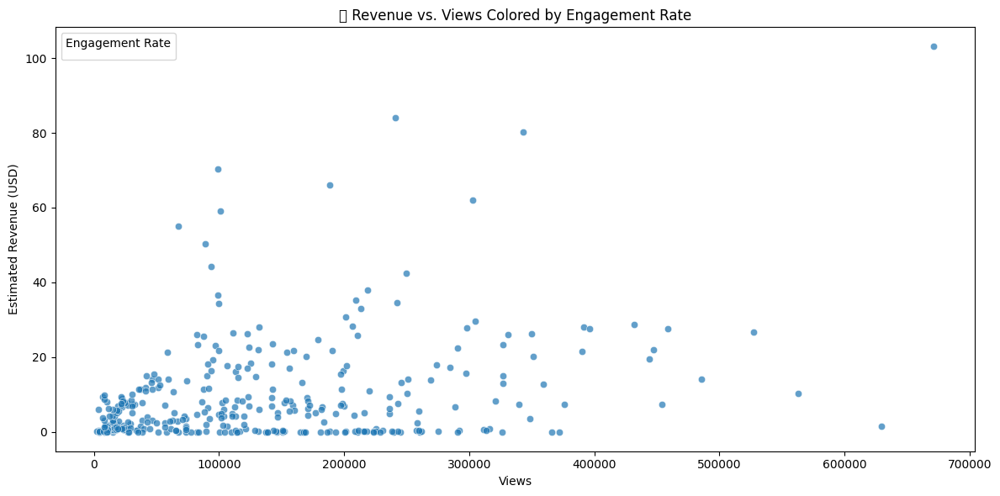 ▯ Revenue vs. Views Colored by Engagement Rate
Engagement Rate
Estimated Revenue (USD)
100
80
60
40
20
0
0 100000 200000 300000 400000 500000 600000 700000
Views